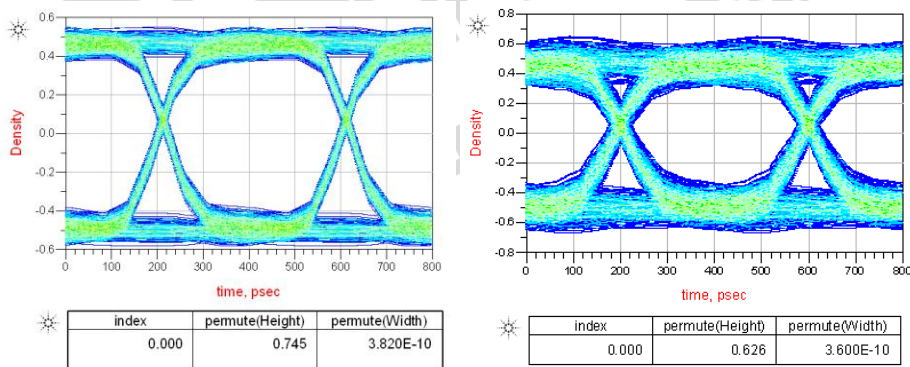 0.6
0.4
0.2
0.0
-0.2
-0.4
-0.6
Density
0 100 200 300 400 500 600 700 800
time, psec
index permute(Height) permute(Width)
0.000 0.745 3.820E-10
0.8
0.6
0.4
0.2
0.0
-0.2
-0.4
-0.6
-0.8
Density
0 100 200 300 400 500 600 700 800
time, psec
index permute(Height) permute(Width)
0.000 0.626 3.600E-10